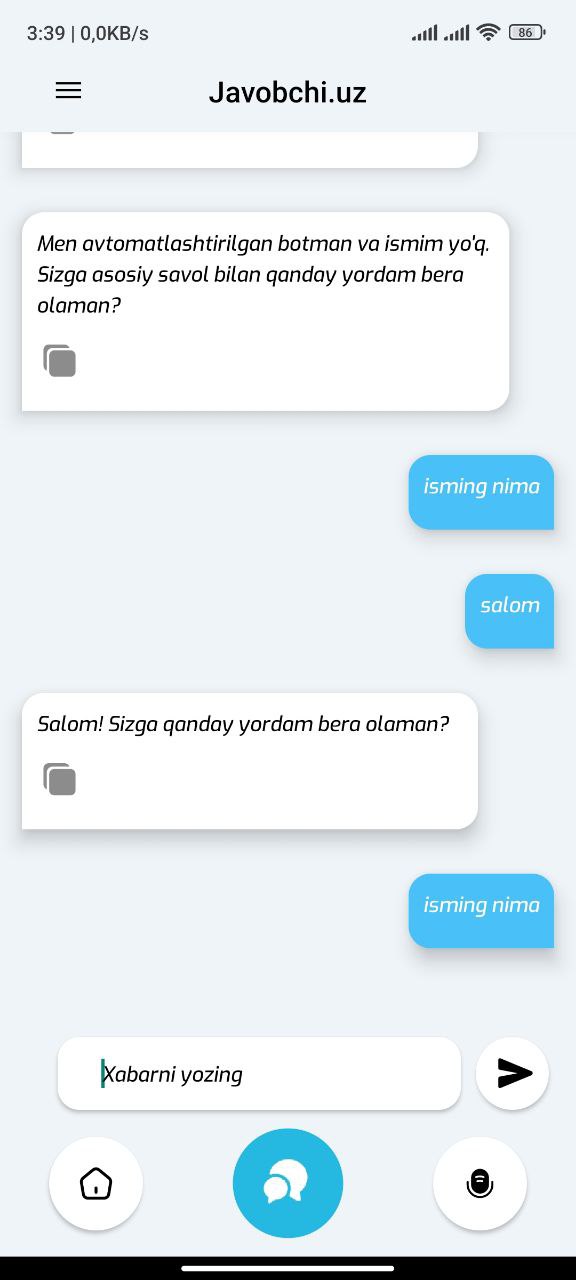 3:39 | 0,0KB/s
86
Javobchi.uz
Men avtomatlashtirilgan botman va ismim yo'q.
Sizga asosiy savol bilan qanday yordam bera
olaman?
isming nima
salom
Salom! Sizga qanday yordam bera olaman?
isming nima
Xabarni yozing